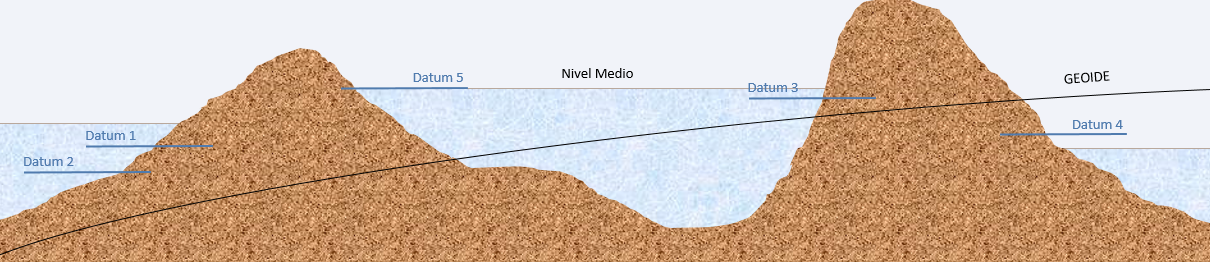 Nivel Medio
GEOIDE
Datum 5
Datum 3
Datum 4
Datum 1
Datum 2